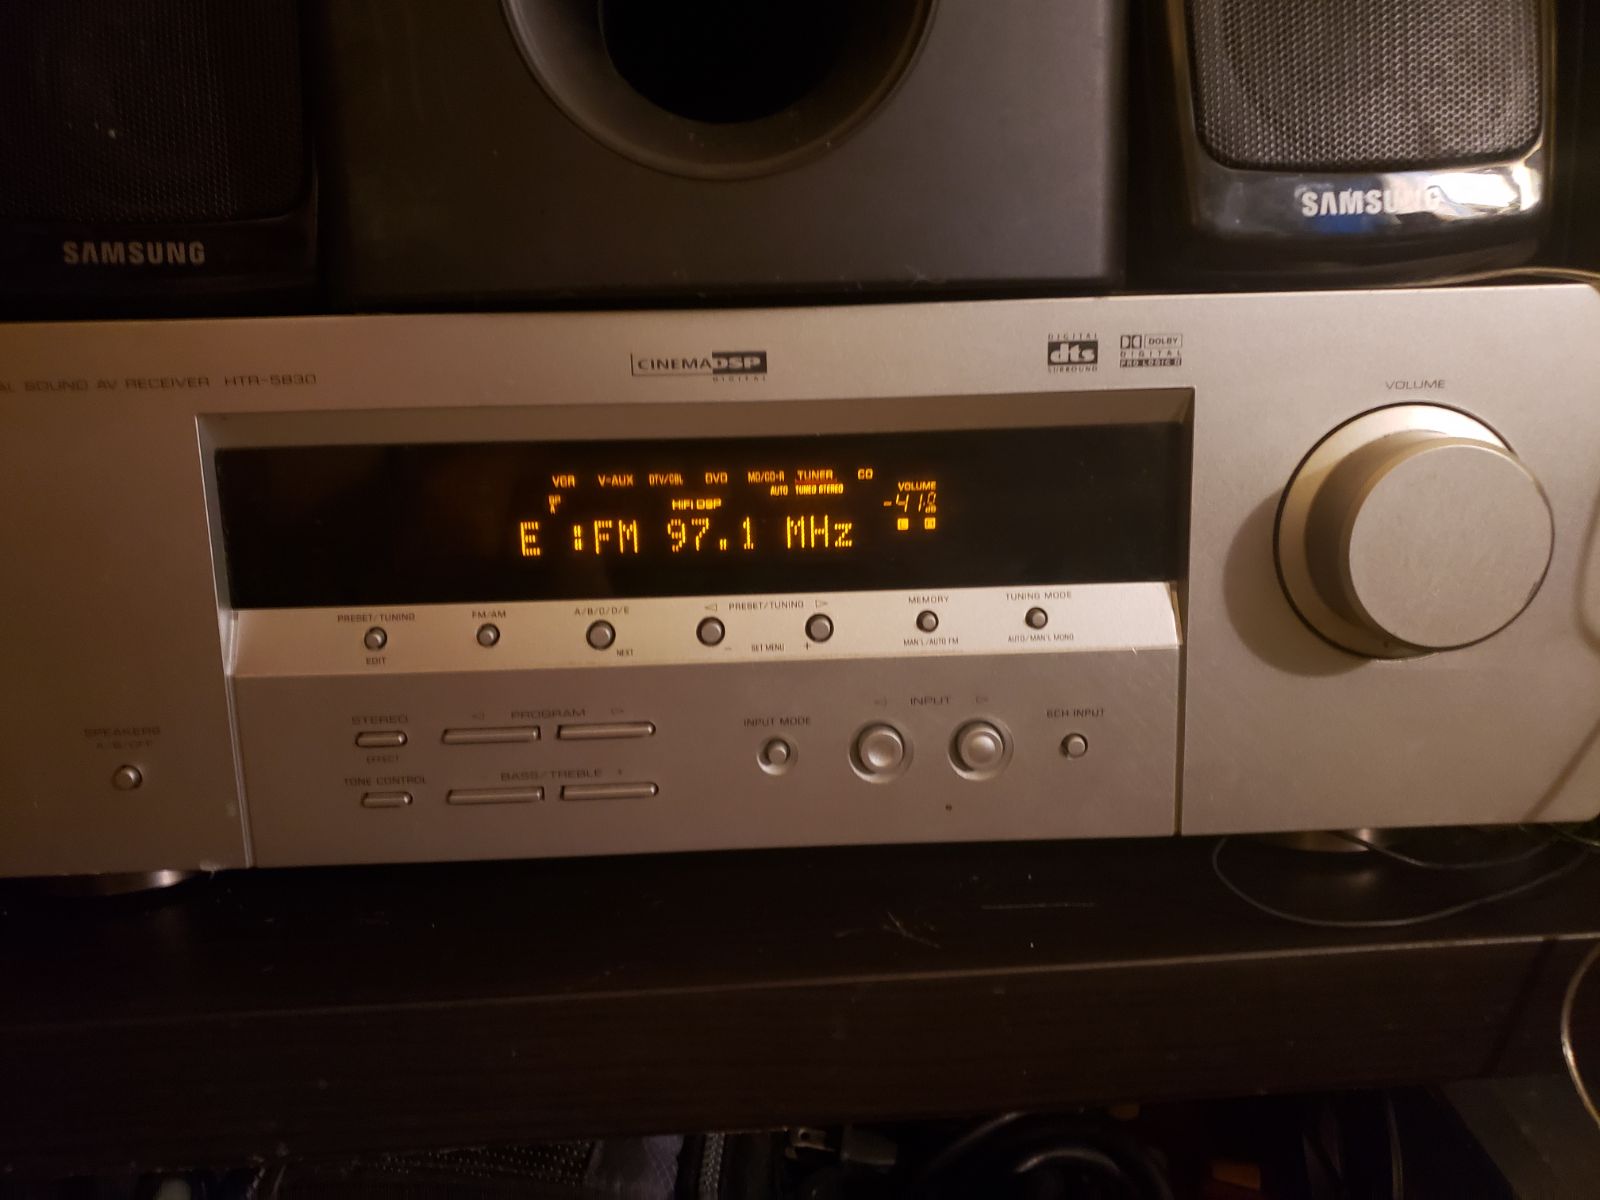 SAMSUNG
SAMSUNG
AL SOUND AV RECEIVER HTR-5830
CINEMA DSP
DIGITAL
DIGITAL
dts
SURROUND
DOLBY
DIGITAL
PRO LOGIC II
VOLUME
VCR V-AUX DTV/CBL DVD MD/CD-R TUNER CD
AUTO TUNED STEREO
VOLUME
HiFi DSP
-41.0 dB
E :FM 97.1 MHz
L R
PRESET/TUNING
EDIT
FM/AM
A/B/C/D/E
NEXT
PRESET/TUNING
- SET MENU +
MEMORY
MAN'L/AUTO FM
TUNING MODE
AUTO/MAN'L MONO
SPEAKERS
A/B/OFF
STEREO
EFFECT
PROGRAM
TONE CONTROL
- BASS/TREBLE +
INPUT MODE
INPUT
6CH INPUT